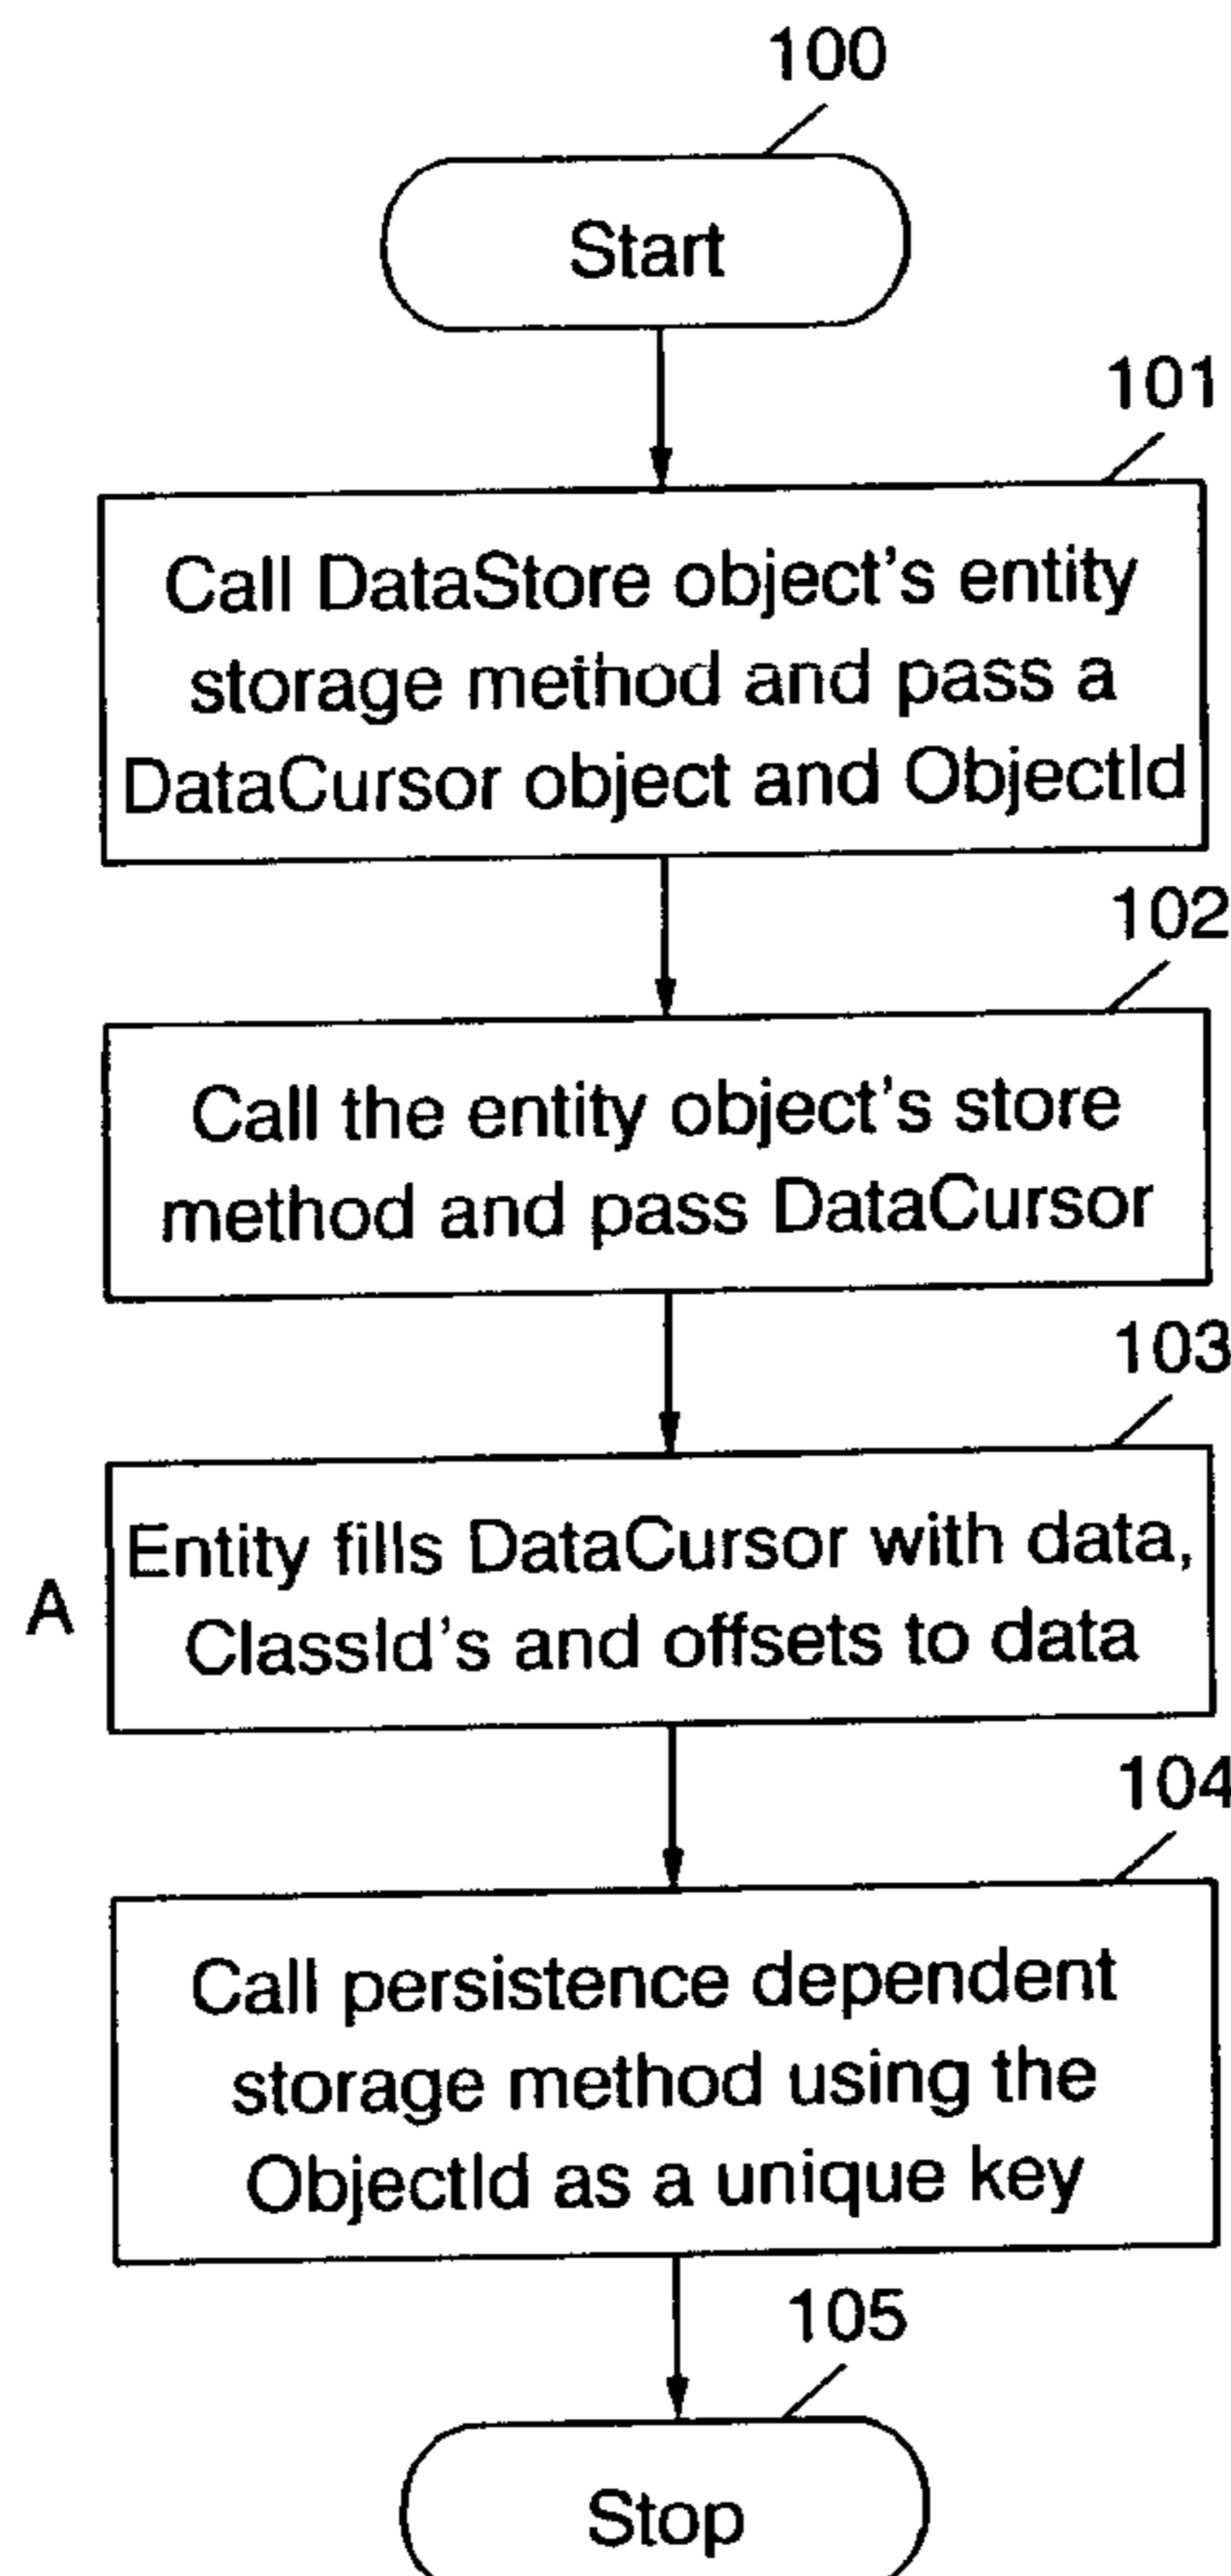 100
Start
101
Call DataStore object's entity
storage method and pass a
DataCursor object and ObjectId
102
Call the entity object's store
method and pass DataCursor
103
Entity fills DataCursor with data,
A
ClassId's and offsets to data
104
Call persistence dependent
storage method using the
ObjectId as a unique key
105
Stop